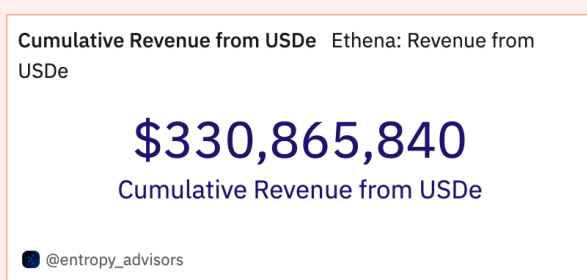 Cumulative Revenue from USDe Ethena: Revenue from
USDe
$330,865,840
Cumulative Revenue from USDe
@entropy_advisors